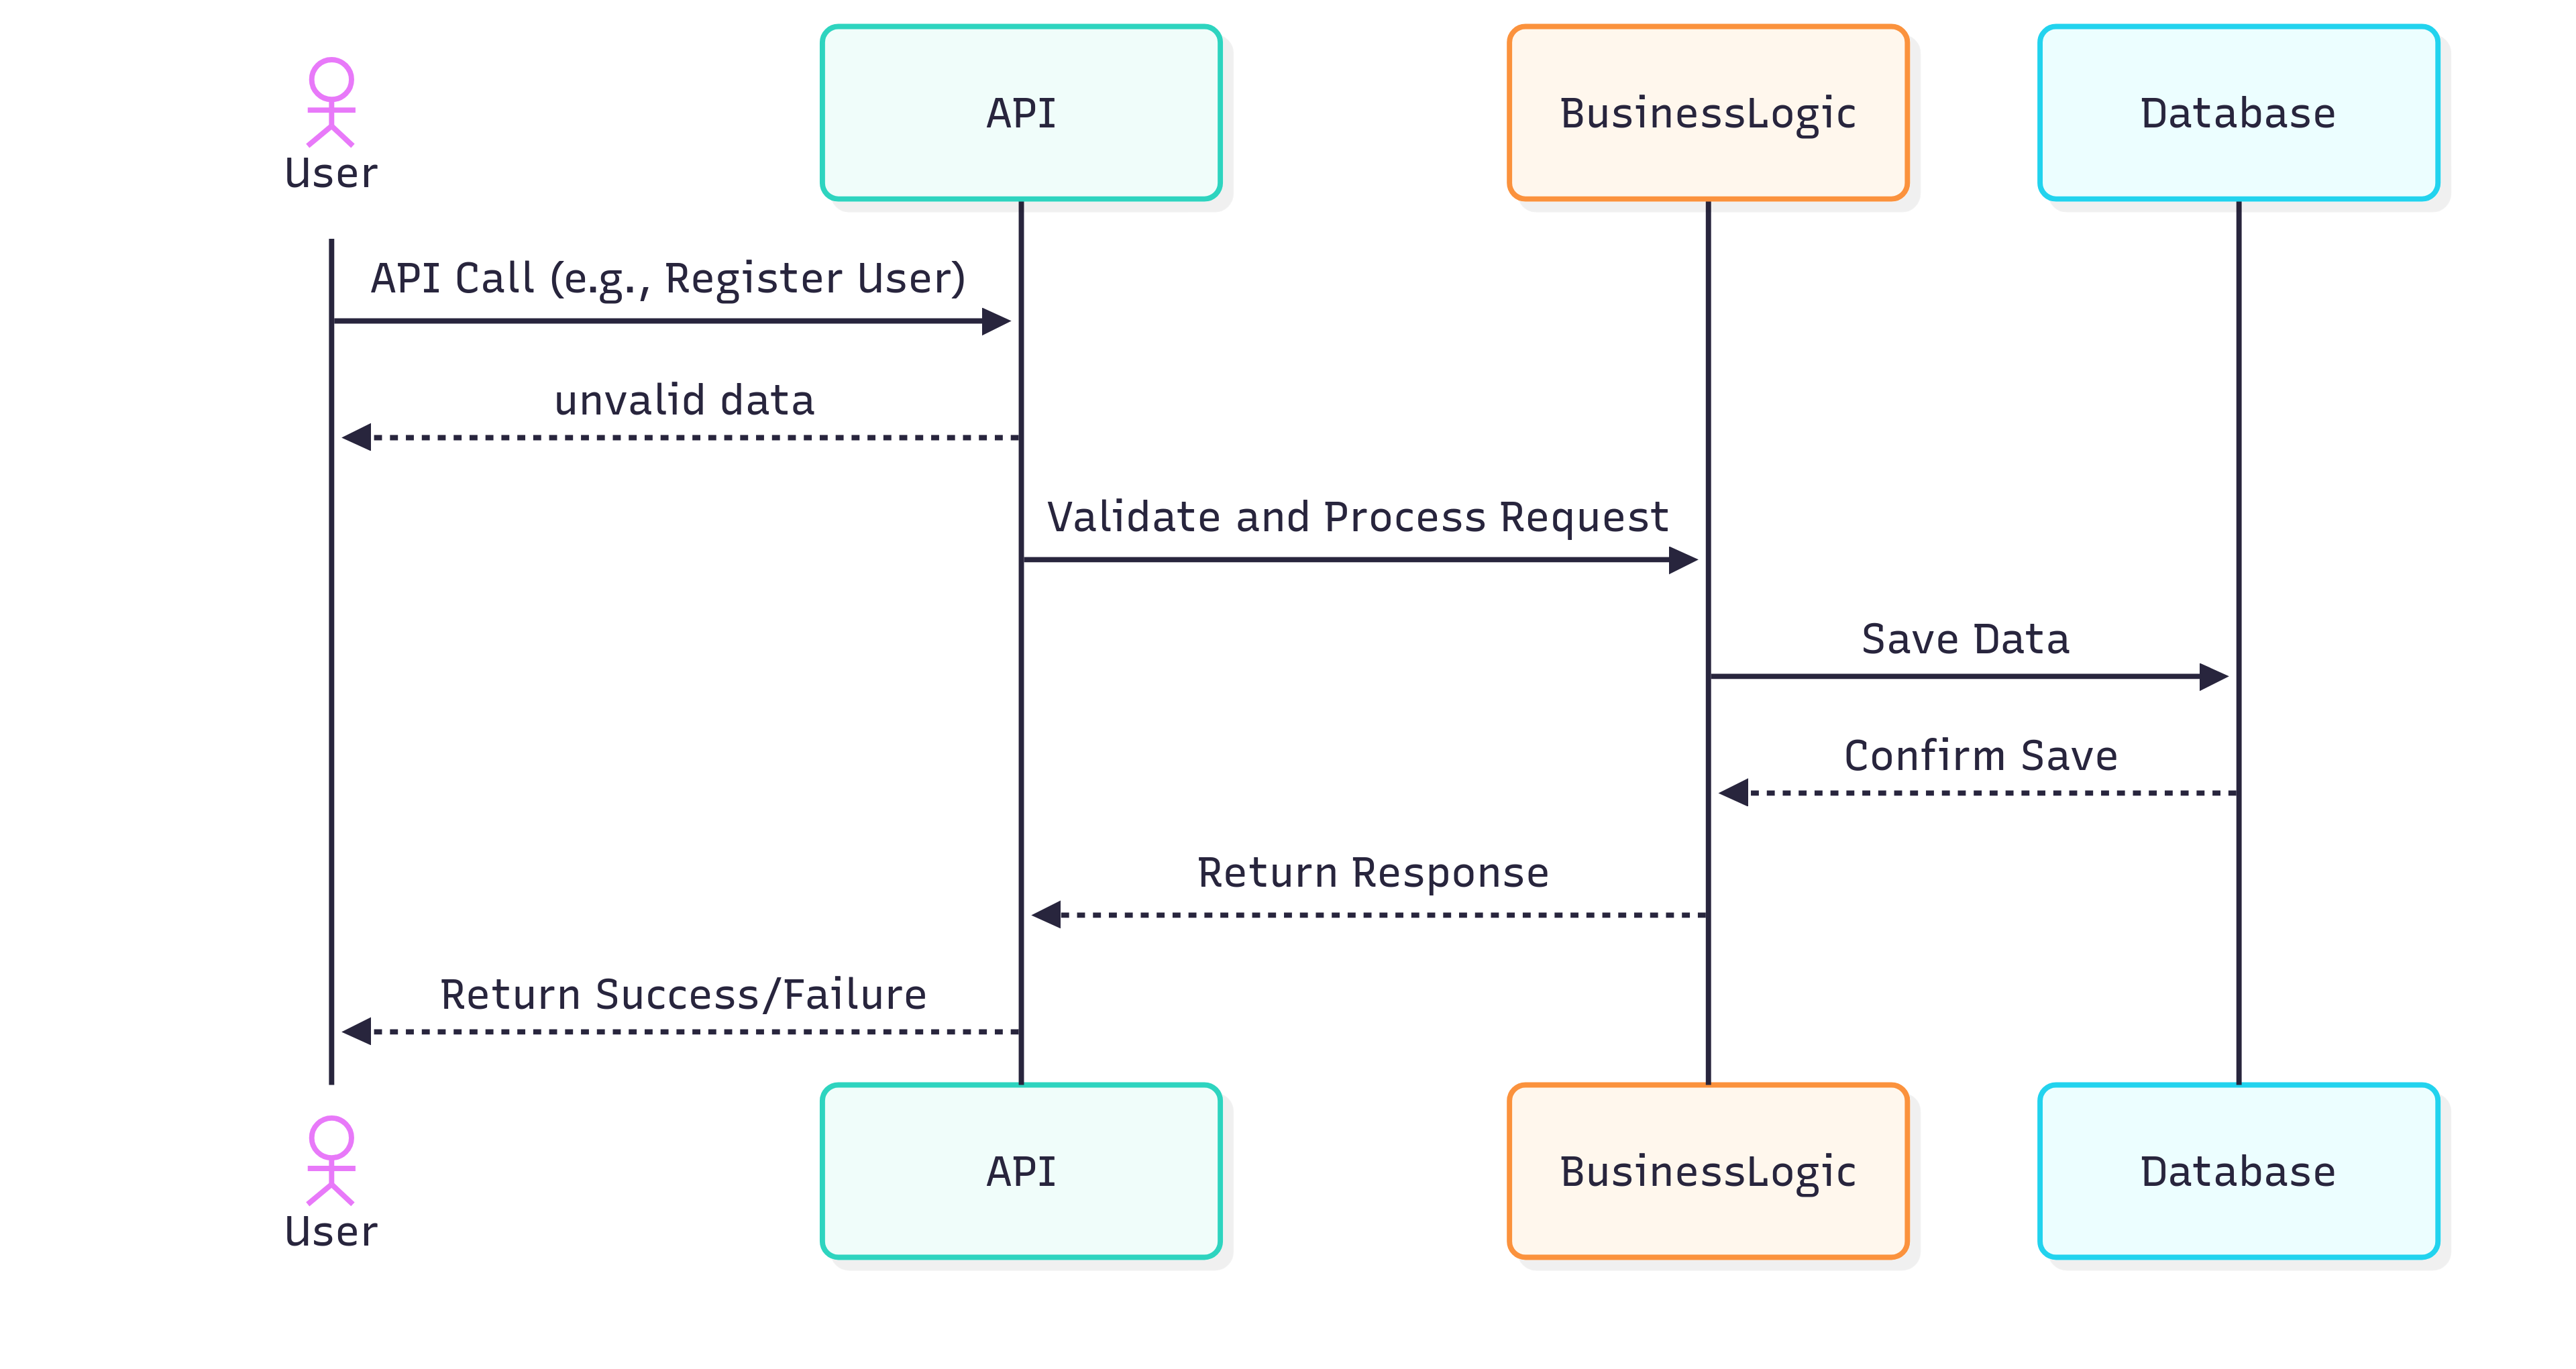 User
API
BusinessLogic
Database
API Call (e.g., Register User)
unvalid data
Validate and Process Request
Save Data
Confirm Save
Return Response
Return Success/Failure
User
API
BusinessLogic
Database